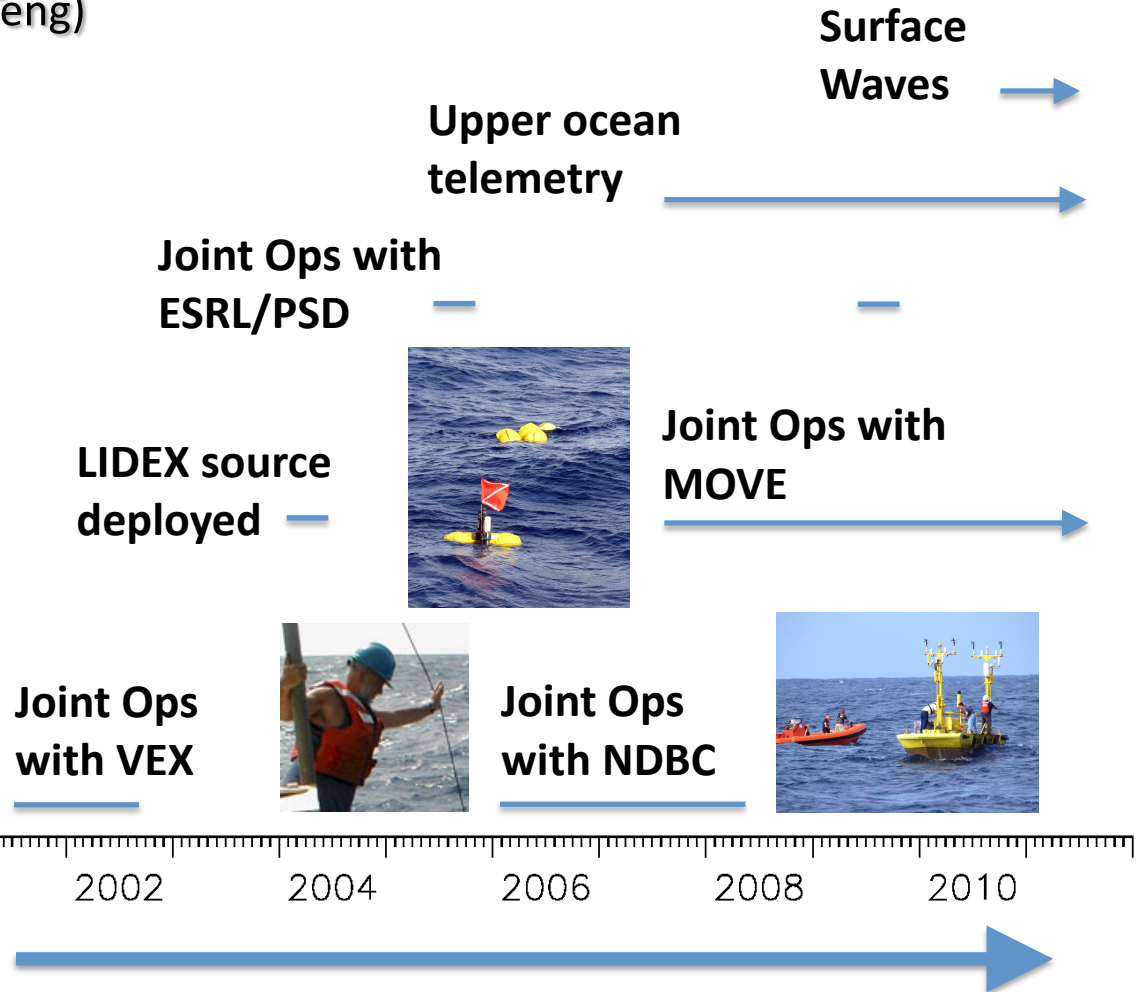 eng)
Surface
Waves
Upper ocean
telemetry
Joint Ops with
ESRL/PSD
LIDEX source
deployed
Joint Ops with
MOVE
Joint Ops
with VEX
Joint Ops
with NDBC
2002 2004 2006 2008 2010